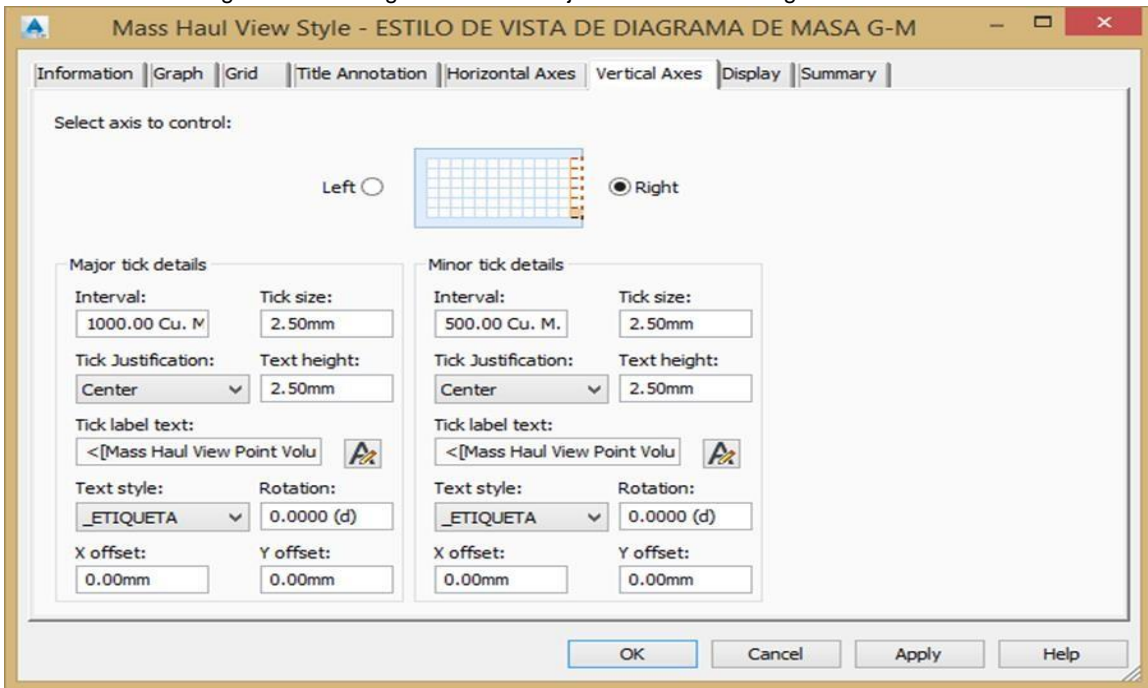 Mass Haul View Style - ESTILO DE VISTA DE DIAGRAMA DE MASA G-M
Information Graph Grid Title Annotation Horizontal Axes Vertical Axes Display Summary
Select axis to control:
Left Right
Major tick details Minor tick details
Interval: Tick size: Interval: Tick size:
1000.00 Cu. M 2.50mm 500.00 Cu. M. 2.50mm
Tick Justification: Text height: Tick Justification: Text height:
Center 2.50mm Center 2.50mm
Tick label text: Tick label text:
<[Mass Haul View Point Volu <[Mass Haul View Point Volu
Text style: Rotation: Text style: Rotation:
_ETIQUETA 0.0000 (d) _ETIQUETA 0.0000 (d)
X offset: Y offset: X offset: Y offset:
0.00mm 0.00mm 0.00mm 0.00mm
OK Cancel Apply Help